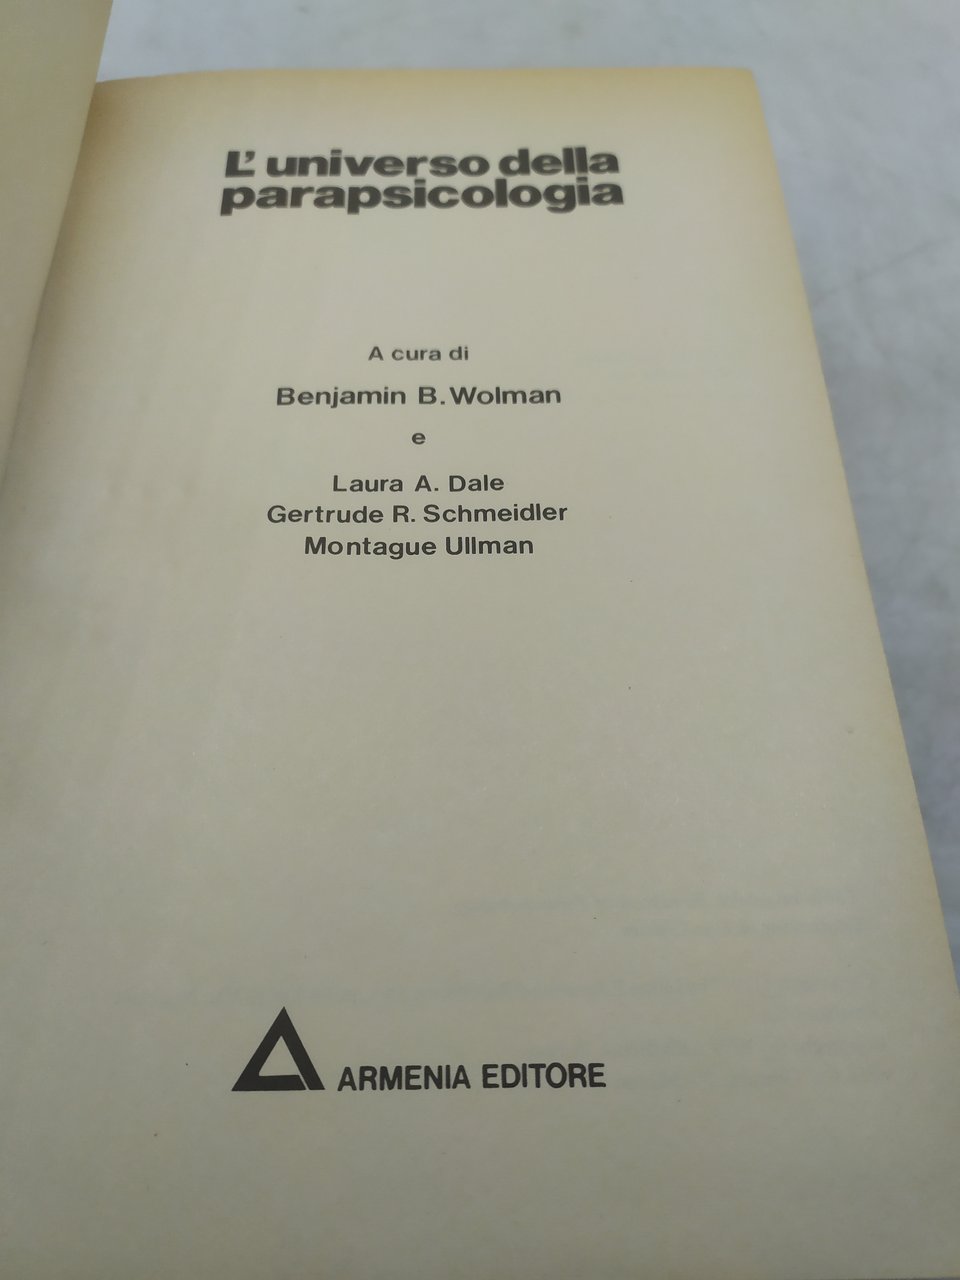 L' universo della
parapsicologia
A cura di
Benjamin B. Wolman
e
Laura A. Dale
Gertrude R. Schmeidler
Montague Ullman
ARMENIA EDITORE